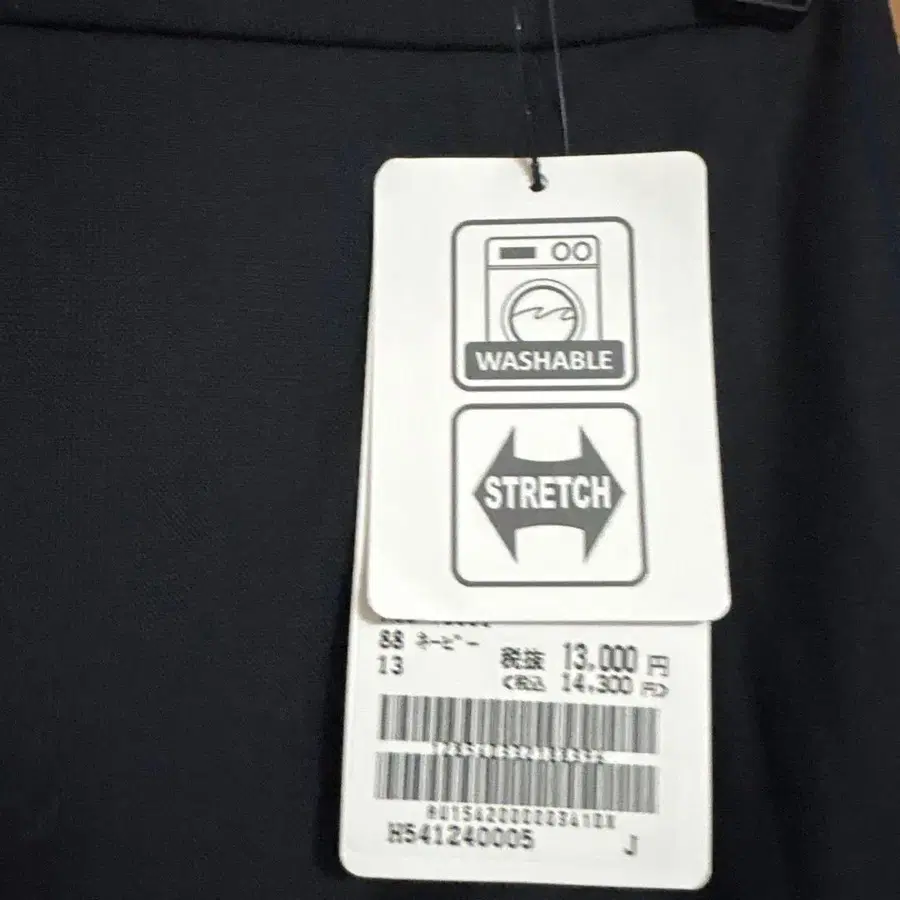 WASHABLE
STRETCH
88 ネービー
13
税抜 13,000 円
<税込 14,300 円>
H541240005 J